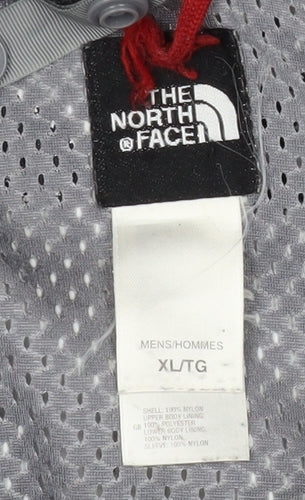 THE
NORTH
® FACE
MENS/HOMMES
XL/TG
SHELL: 100% NYLON
UPPER BODY LINING:
GB 100% POLYESTER
LOWER BODY LINING:
100% NYLON,
SLEEVE: 100% NYLON